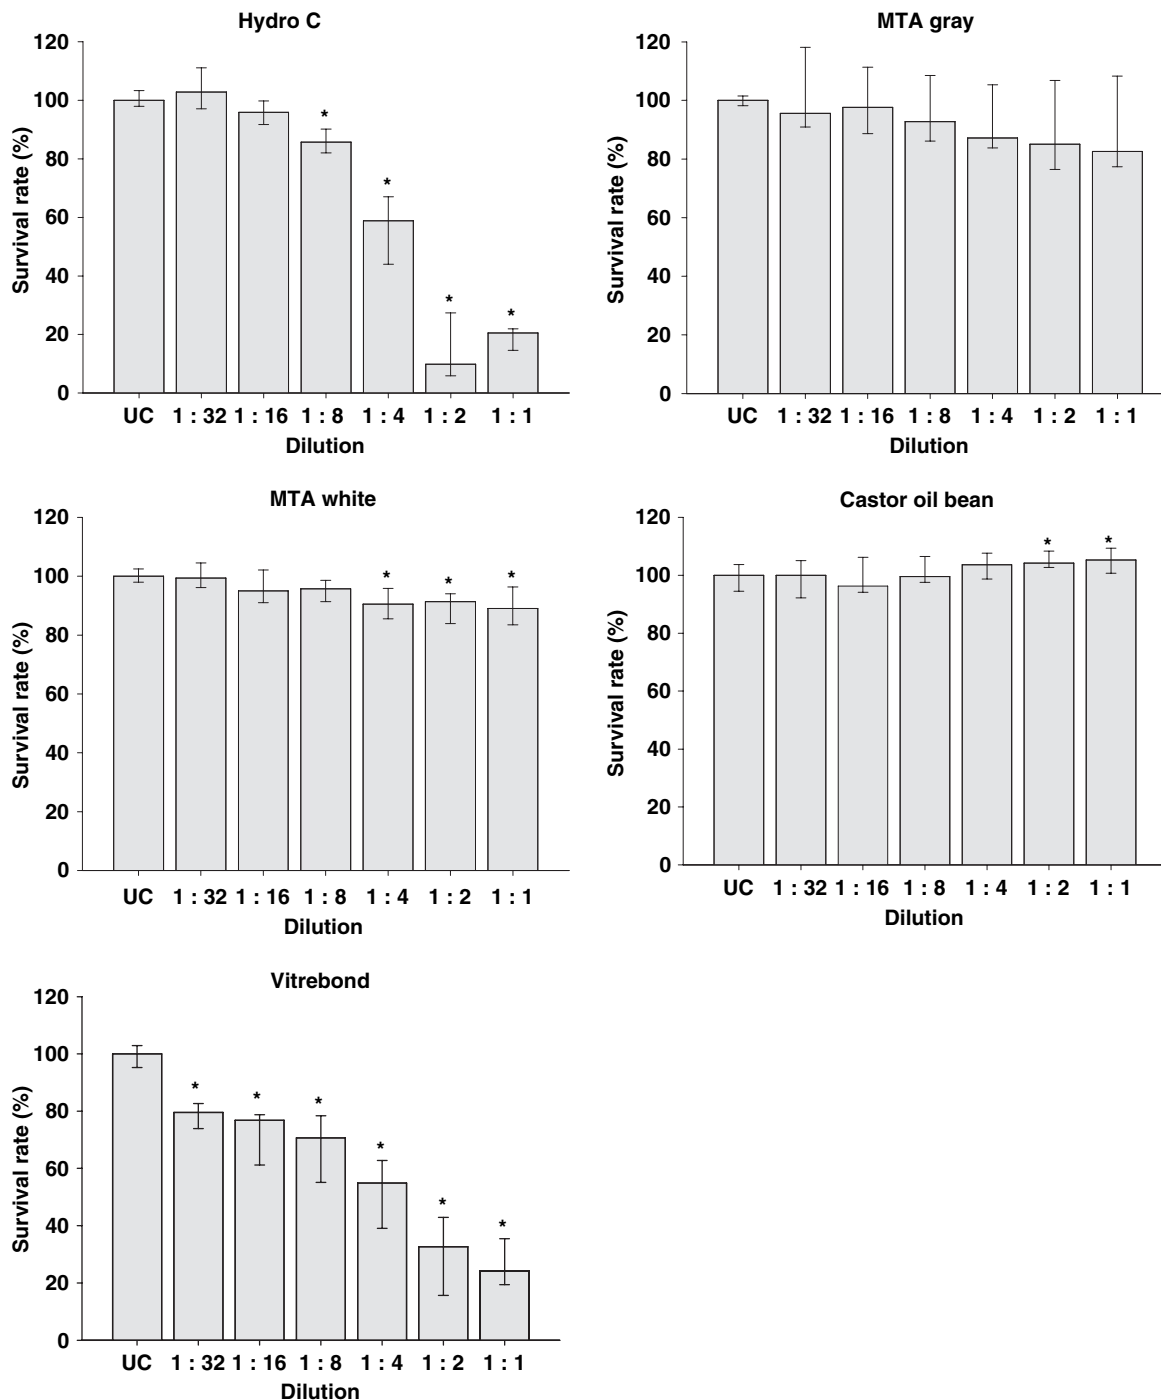 Hydro C
120
100
80
60
40
20
0
Survival rate (%)
* * * *
UC 1 : 32 1 : 16 1 : 8 1 : 4 1 : 2 1 : 1
Dilution
MTA gray
120
100
80
60
40
20
0
Survival rate (%)
UC 1 : 32 1 : 16 1 : 8 1 : 4 1 : 2 1 : 1
Dilution
MTA white
120
100
80
60
40
20
0
Survival rate (%)
* * *
UC 1 : 32 1 : 16 1 : 8 1 : 4 1 : 2 1 : 1
Dilution
Castor oil bean
120
100
80
60
40
20
0
Survival rate (%)
* *
UC 1 : 32 1 : 16 1 : 8 1 : 4 1 : 2 1 : 1
Dilution
Vitrebond
120
100
80
60
40
20
0
Survival rate (%)
* * * * * *
UC 1 : 32 1 : 16 1 : 8 1 : 4 1 : 2 1 : 1
Dilution